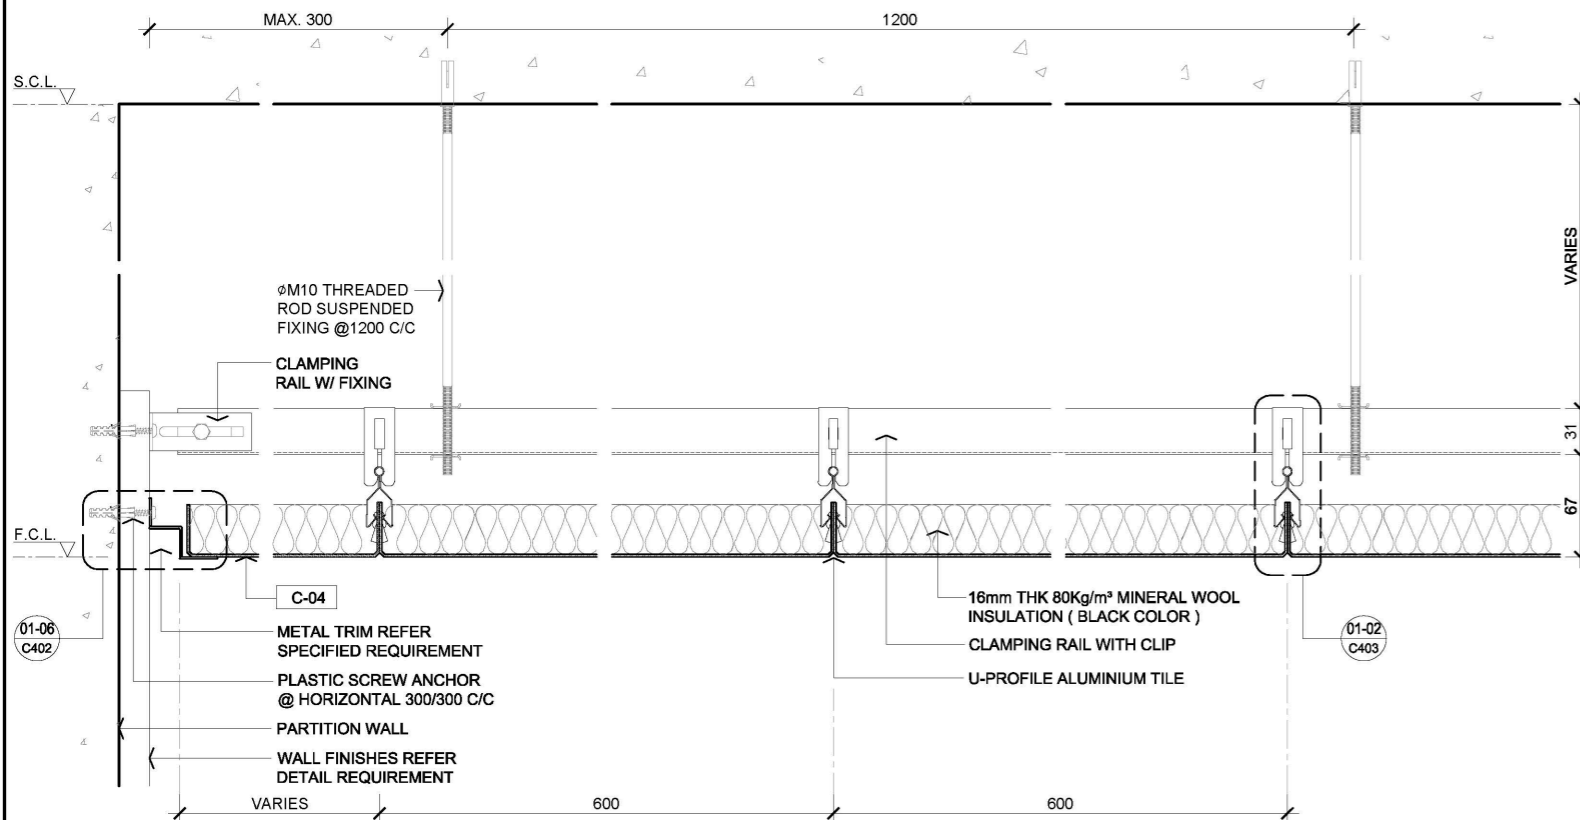 MAX. 300
1200
S.C.L.
VARIES
ØM10 THREADED
ROD SUSPENDED
FIXING @1200 C/C
CLAMPING
RAIL W/ FIXING
31
67
F.C.L.
C-04
01-06
C402
METAL TRIM REFER
SPECIFIED REQUIREMENT
PLASTIC SCREW ANCHOR
@ HORIZONTAL 300/300 C/C
PARTITION WALL
WALL FINISHES REFER
DETAIL REQUIREMENT
16mm THK 80Kg/m³ MINERAL WOOL
INSULATION ( BLACK COLOR )
CLAMPING RAIL WITH CLIP
U-PROFILE ALUMINIUM TILE
01-02
C403
VARIES
600
600